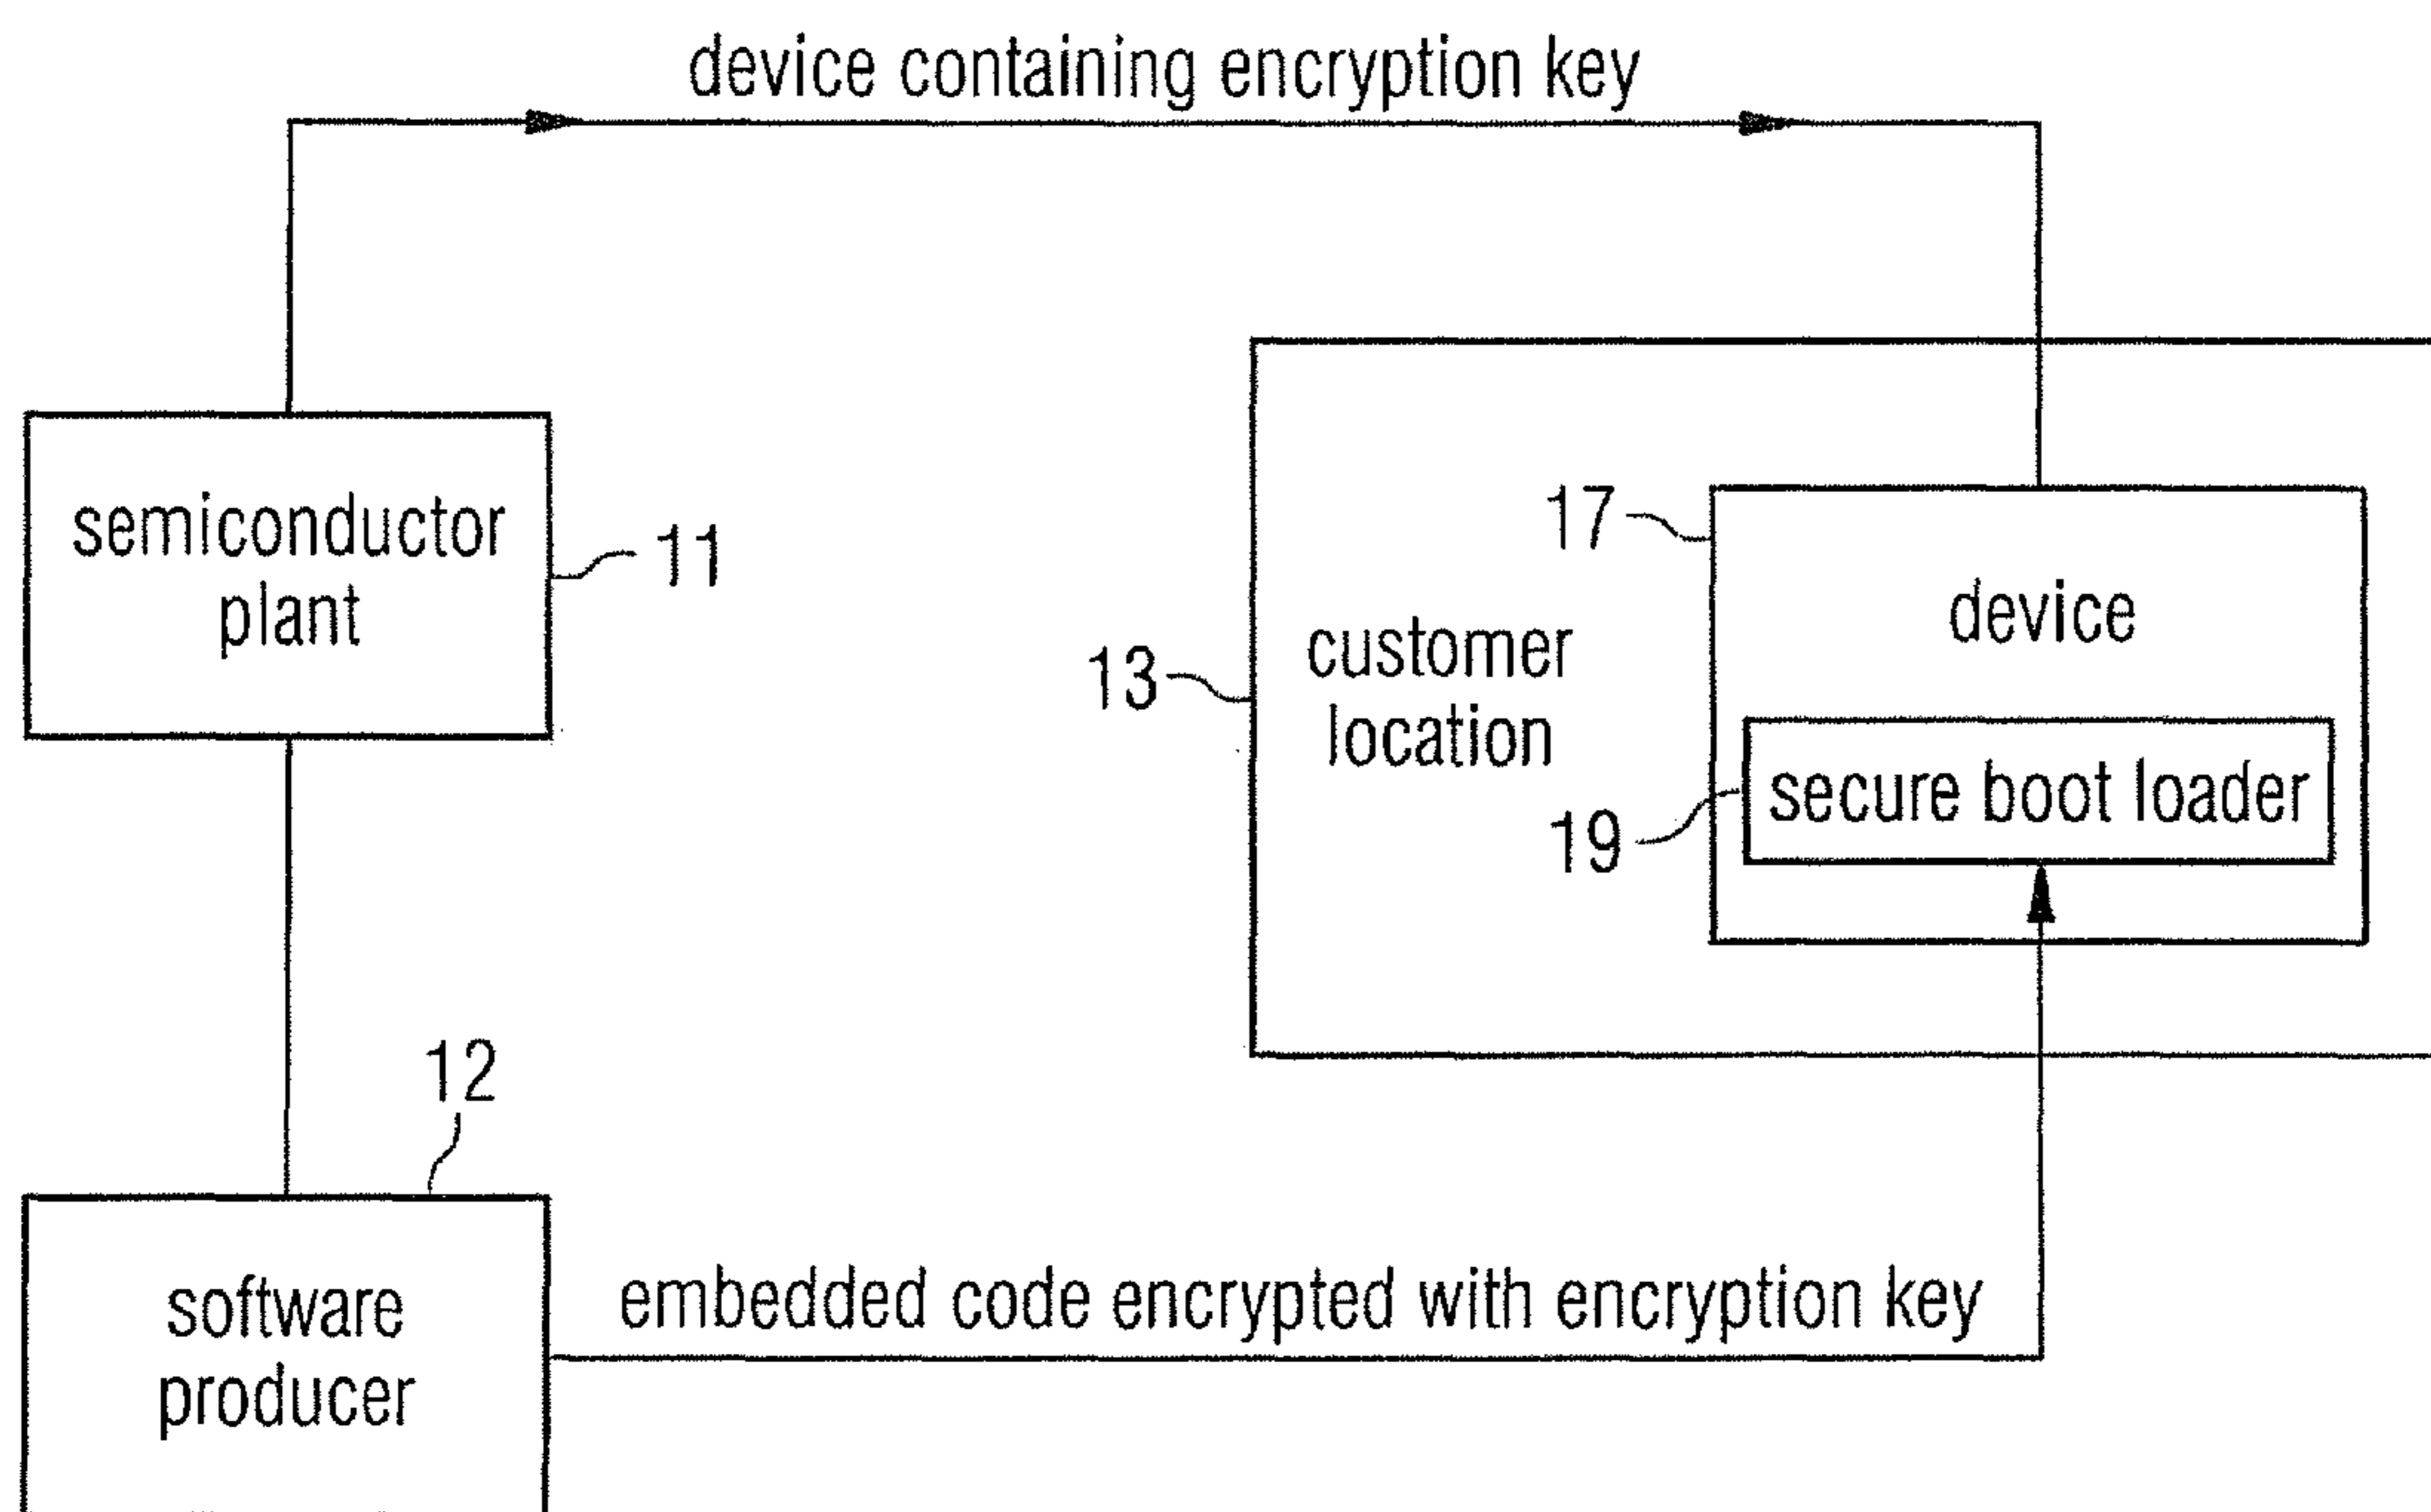 device containing encryption key
semiconductor
plant
11
17
device
customer
location
13
secure boot loader
19
12
software
producer
embedded code encrypted with encryption key